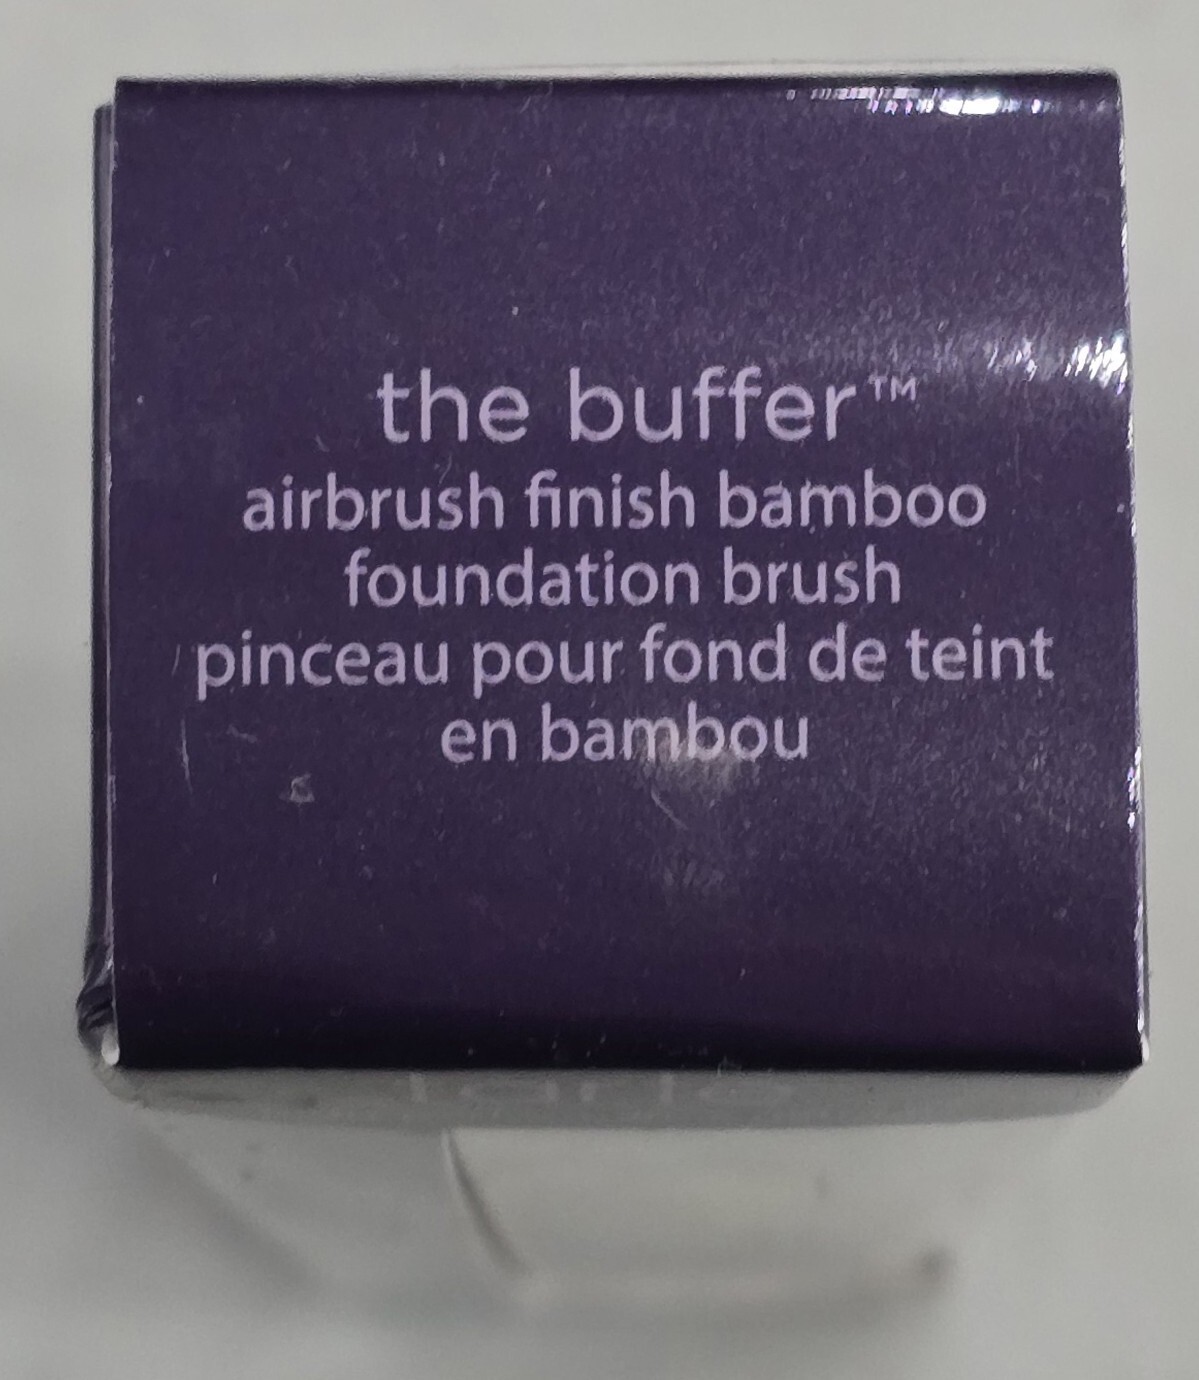 the buffer™
airbrush finish bamboo
foundation brush
pinceau pour fond de teint
en bambou